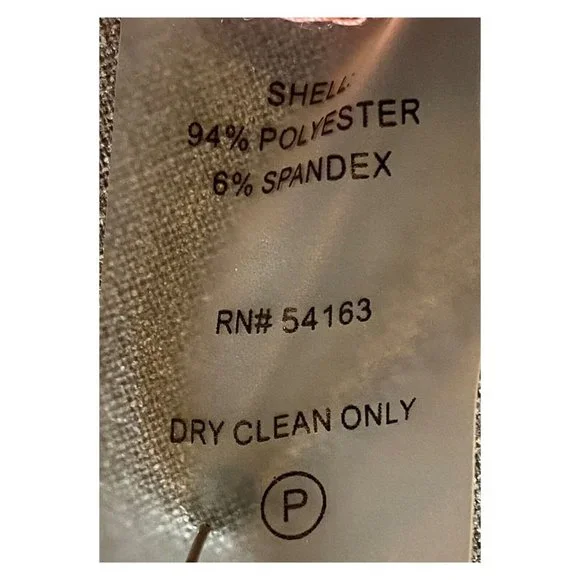 SHELL:
94% POLYESTER
6% SPANDEX
RN# 54163
DRY CLEAN ONLY
P